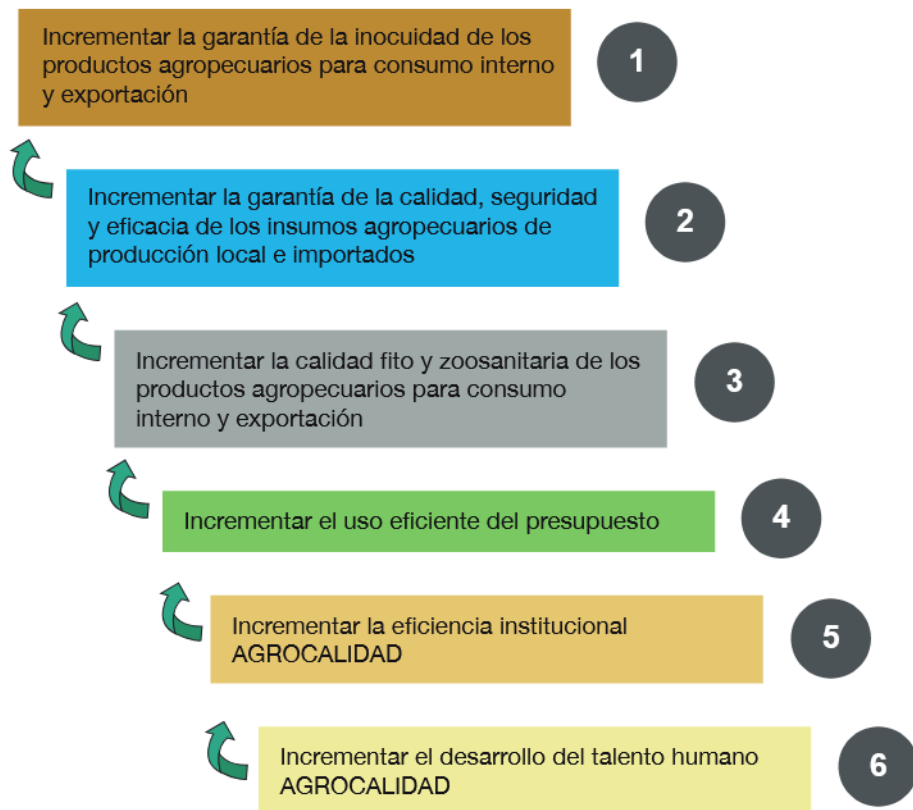 Incrementar la garantía de la inocuidad de los
productos agropecuarios para consumo interno
y exportación
1
Incrementar la garantía de la calidad, seguridad
y eficacia de los insumos agropecuarios de
producción local e importados
2
Incrementar la calidad fito y zoosanitaria de los
productos agropecuarios para consumo
interno y exportación
3
Incrementar el uso eficiente del presupuesto
4
Incrementar la eficiencia institucional
AGROCALIDAD
5
Incrementar el desarrollo del talento humano
AGROCALIDAD
6